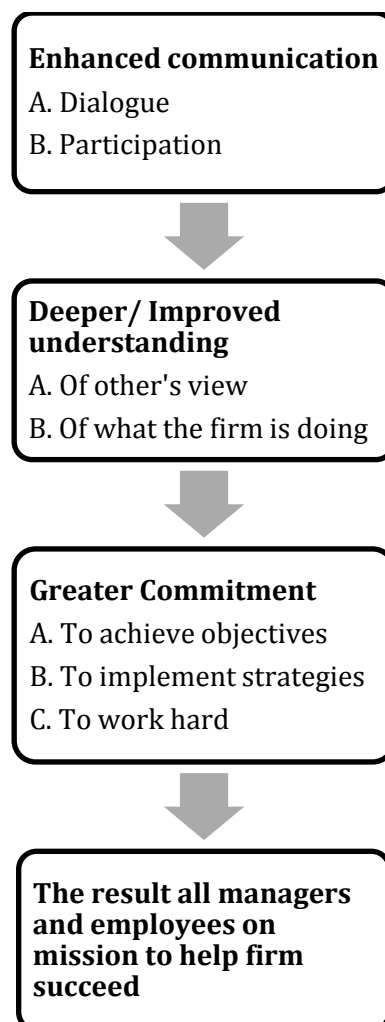 Enhanced communication
A. Dialogue
B. Participation
Deeper/ Improved
understanding
A. Of other's view
B. Of what the firm is doing
Greater Commitment
A. To achieve objectives
B. To implement strategies
C. To work hard
The result all managers
and employees on
mission to help firm
succeed